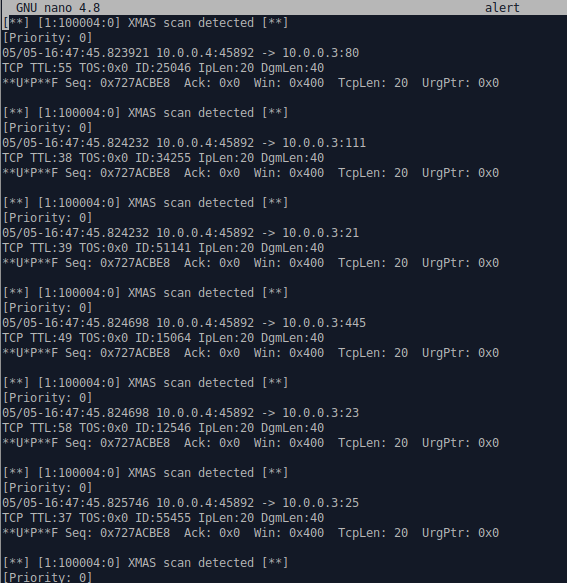 GNU nano 4.8 alert
[**] [1:100004:0] XMAS scan detected [**]
[Priority: 0]
05/05-16:47:45.823921 10.0.0.4:45892 -> 10.0.0.3:80
TCP TTL:55 TOS:0x0 ID:25046 IpLen:20 DgmLen:40
**U*P**F Seq: 0x727ACBE8  Ack: 0x0  Win: 0x400  TcpLen: 20  UrgPtr: 0x0
[**] [1:100004:0] XMAS scan detected [**]
[Priority: 0]
05/05-16:47:45.824232 10.0.0.4:45892 -> 10.0.0.3:111
TCP TTL:38 TOS:0x0 ID:34255 IpLen:20 DgmLen:40
**U*P**F Seq: 0x727ACBE8  Ack: 0x0  Win: 0x400  TcpLen: 20  UrgPtr: 0x0
[**] [1:100004:0] XMAS scan detected [**]
[Priority: 0]
05/05-16:47:45.824232 10.0.0.4:45892 -> 10.0.0.3:21
TCP TTL:39 TOS:0x0 ID:51141 IpLen:20 DgmLen:40
**U*P**F Seq: 0x727ACBE8  Ack: 0x0  Win: 0x400  TcpLen: 20  UrgPtr: 0x0
[**] [1:100004:0] XMAS scan detected [**]
[Priority: 0]
05/05-16:47:45.824698 10.0.0.4:45892 -> 10.0.0.3:445
TCP TTL:49 TOS:0x0 ID:15064 IpLen:20 DgmLen:40
**U*P**F Seq: 0x727ACBE8  Ack: 0x0  Win: 0x400  TcpLen: 20  UrgPtr: 0x0
[**] [1:100004:0] XMAS scan detected [**]
[Priority: 0]
05/05-16:47:45.824698 10.0.0.4:45892 -> 10.0.0.3:23
TCP TTL:58 TOS:0x0 ID:12546 IpLen:20 DgmLen:40
**U*P**F Seq: 0x727ACBE8  Ack: 0x0  Win: 0x400  TcpLen: 20  UrgPtr: 0x0
[**] [1:100004:0] XMAS scan detected [**]
[Priority: 0]
05/05-16:47:45.825746 10.0.0.4:45892 -> 10.0.0.3:25
TCP TTL:37 TOS:0x0 ID:55455 IpLen:20 DgmLen:40
**U*P**F Seq: 0x727ACBE8  Ack: 0x0  Win: 0x400  TcpLen: 20  UrgPtr: 0x0
[**] [1:100004:0] XMAS scan detected [**]
[Priority: 0]